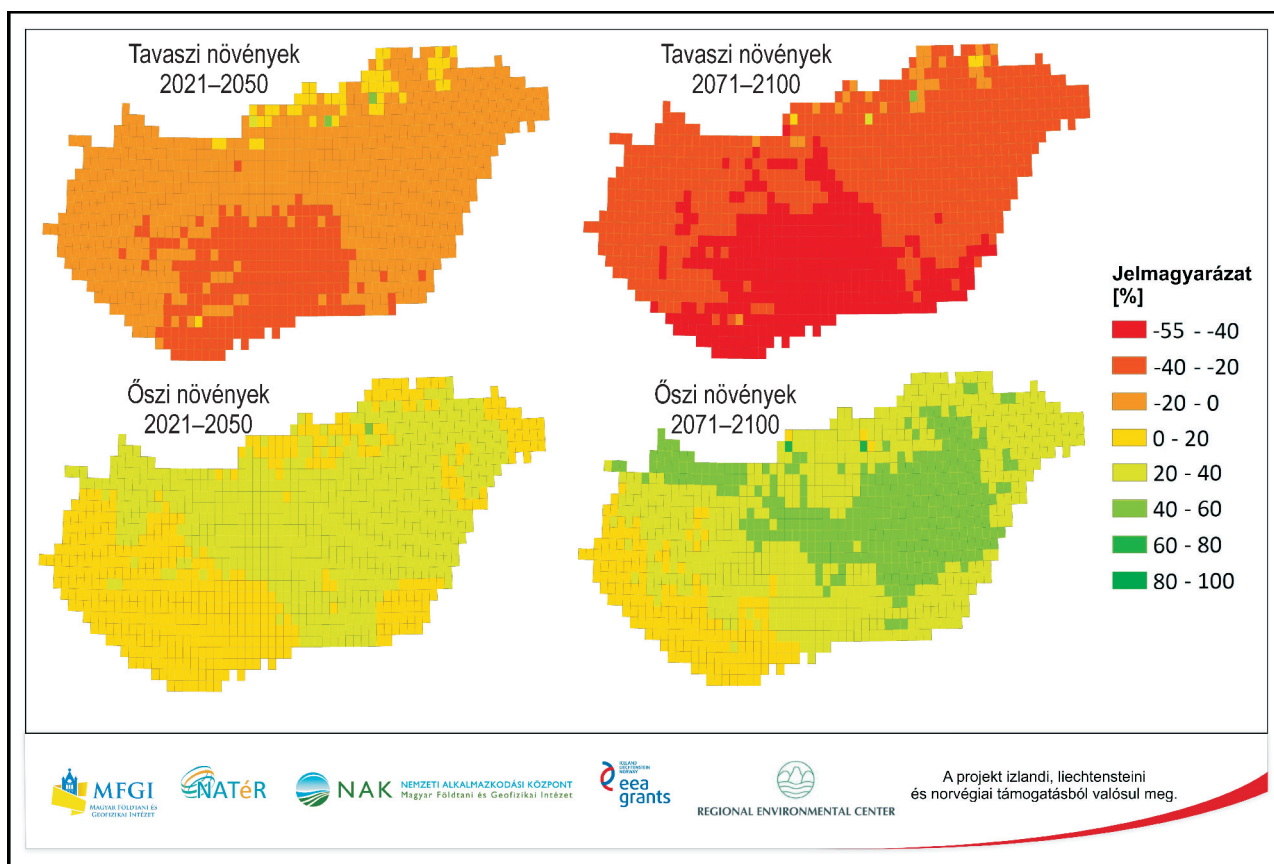 Tavaszi növények
2021–2050
Tavaszi növények
2071–2100
Őszi növények
2021–2050
Őszi növények
2071–2100
Jelmagyarázat
[%]
-55 - -40
-40 - -20
-20 - 0
0 - 20
20 - 40
40 - 60
60 - 80
80 - 100
MFGI
MAGYAR FÖLDTANI ÉS
GEOFIZIKAI INTÉZET
NATéR
NAK
NEMZETI ALKALMAZKODÁSI KÖZPONT
Magyar Földtani és Geofizikai Intézet
ICELAND
LIECHTENSTEIN
NORWAY
eea
grants
REGIONAL ENVIRONMENTAL CENTER
A projekt izlandi, liechtensteini
és norvégiai támogatásból valósul meg.